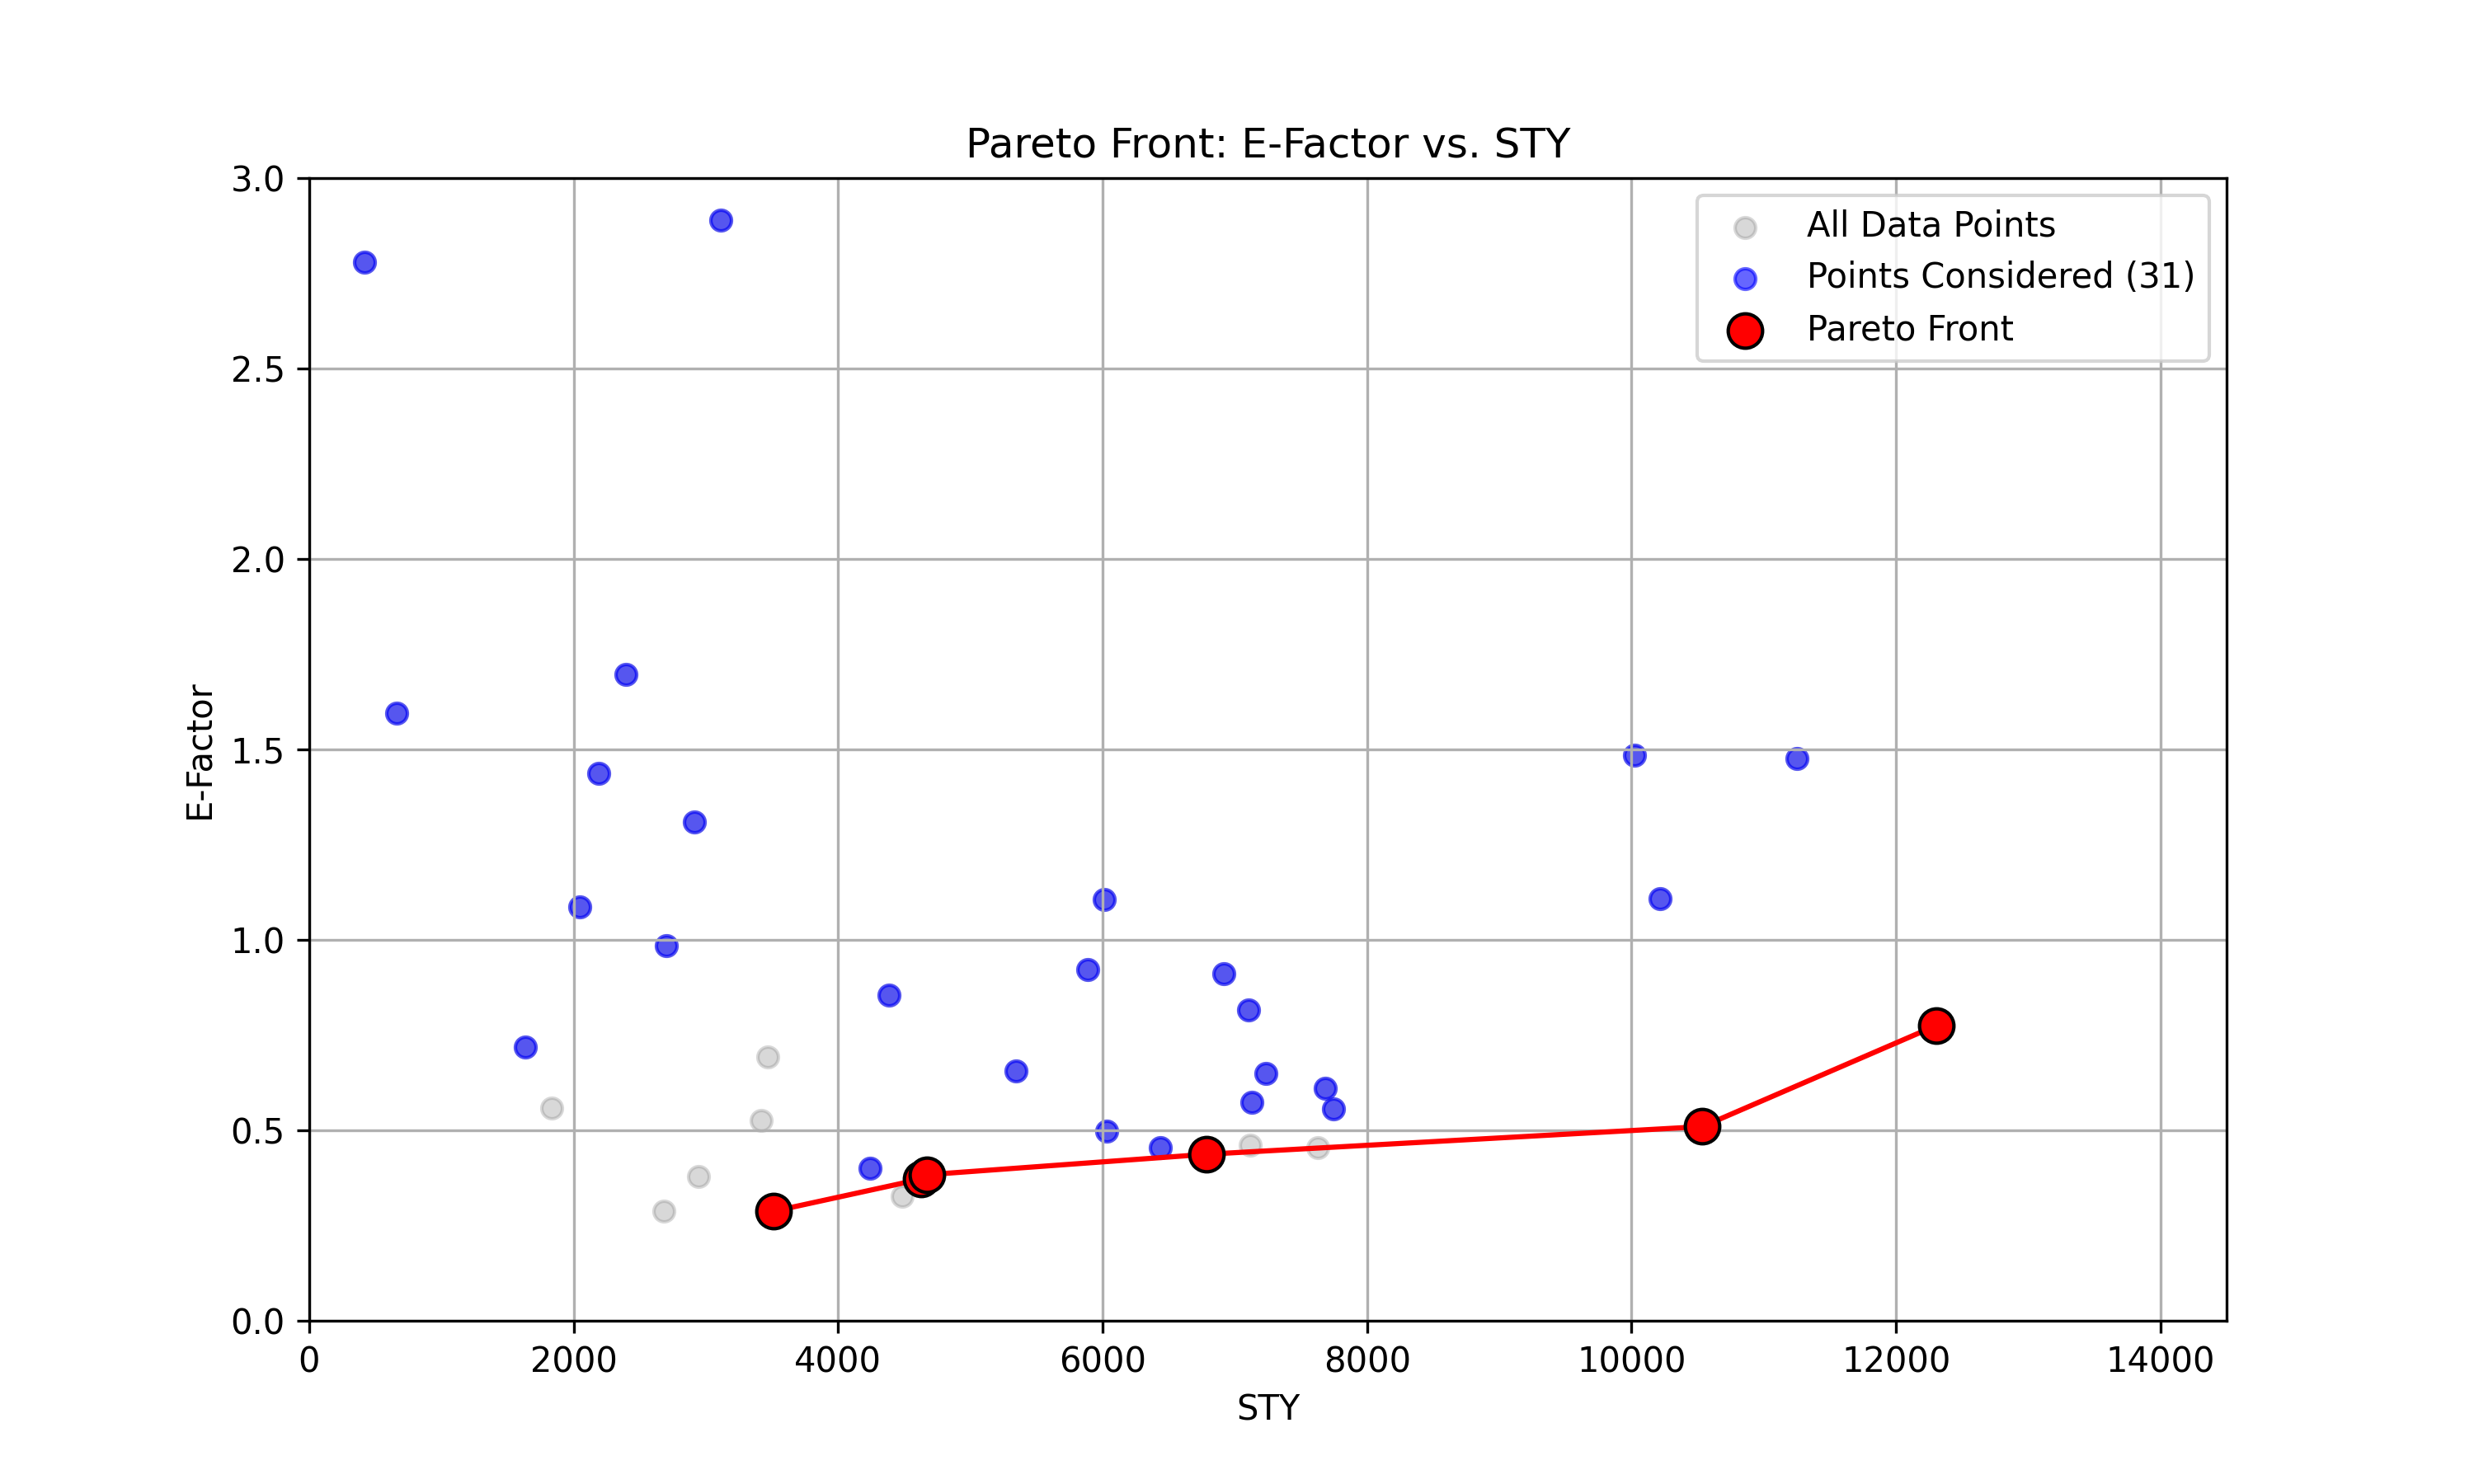 Pareto Front: E-Factor vs. STY
All Data Points
Points Considered (31)
Pareto Front
E-Factor
3.0
2.5
2.0
1.5
1.0
0.5
0.0
0 2000 4000 6000 8000 10000 12000 14000
STY